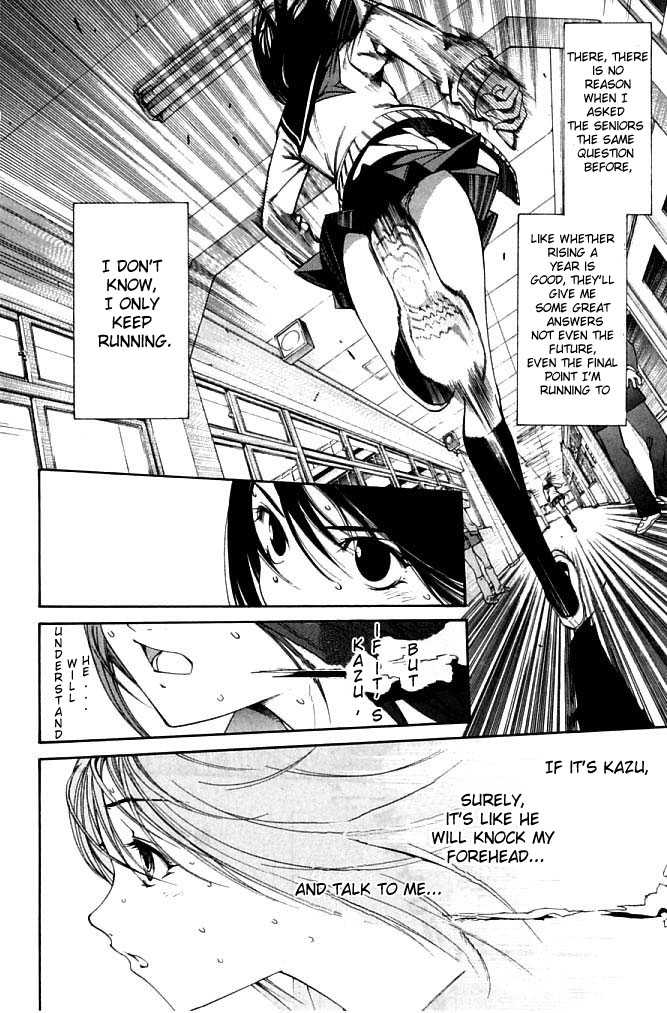 THERE, THERE
IS NO
REASON
WHEN I
ASKED
THE SENIORS
THE SAME
QUESTION
BEFORE,
LIKE WHETHER
RISING A
YEAR IS
GOOD, THEY'LL
GIVE ME
SOME GREAT
ANSWERS
NOT EVEN THE
FUTURE,
EVEN THE FINAL
POINT I'M
RUNNING TO
I DON'T
KNOW,
I ONLY
KEEP
RUNNING.
BUT
IF IT'S
KAZU,
HE...
WILL
UNDERSTAND
IF IT'S KAZU,
SURELY,
IT'S LIKE HE
WILL KNOCK MY
FOREHEAD...
AND TALK TO ME...